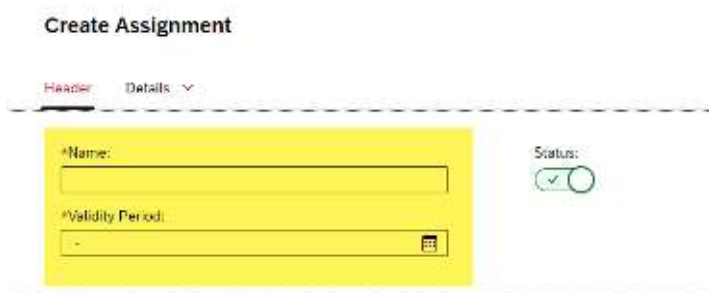 Create Assignment
Header Details
*Name:
Status:
*Validity Period:
-